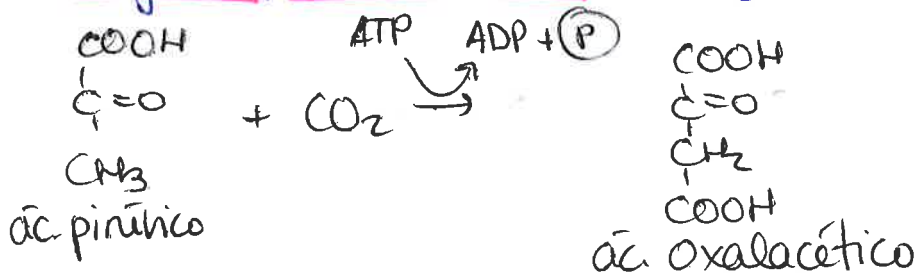 COOH
C=O
CH3
ác. pirúvico
+ CO2
ATP
ADP + P
COOH
C=O
CH2
COOH
ác. oxalacético